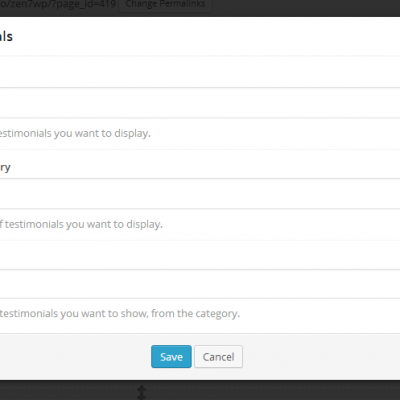 o/zen7wp/?page_id=419 Change Permalinks
als
estimonials you want to display.
ry
f testimonials you want to display.
testimonials you want to show, from the category.
Save Cancel